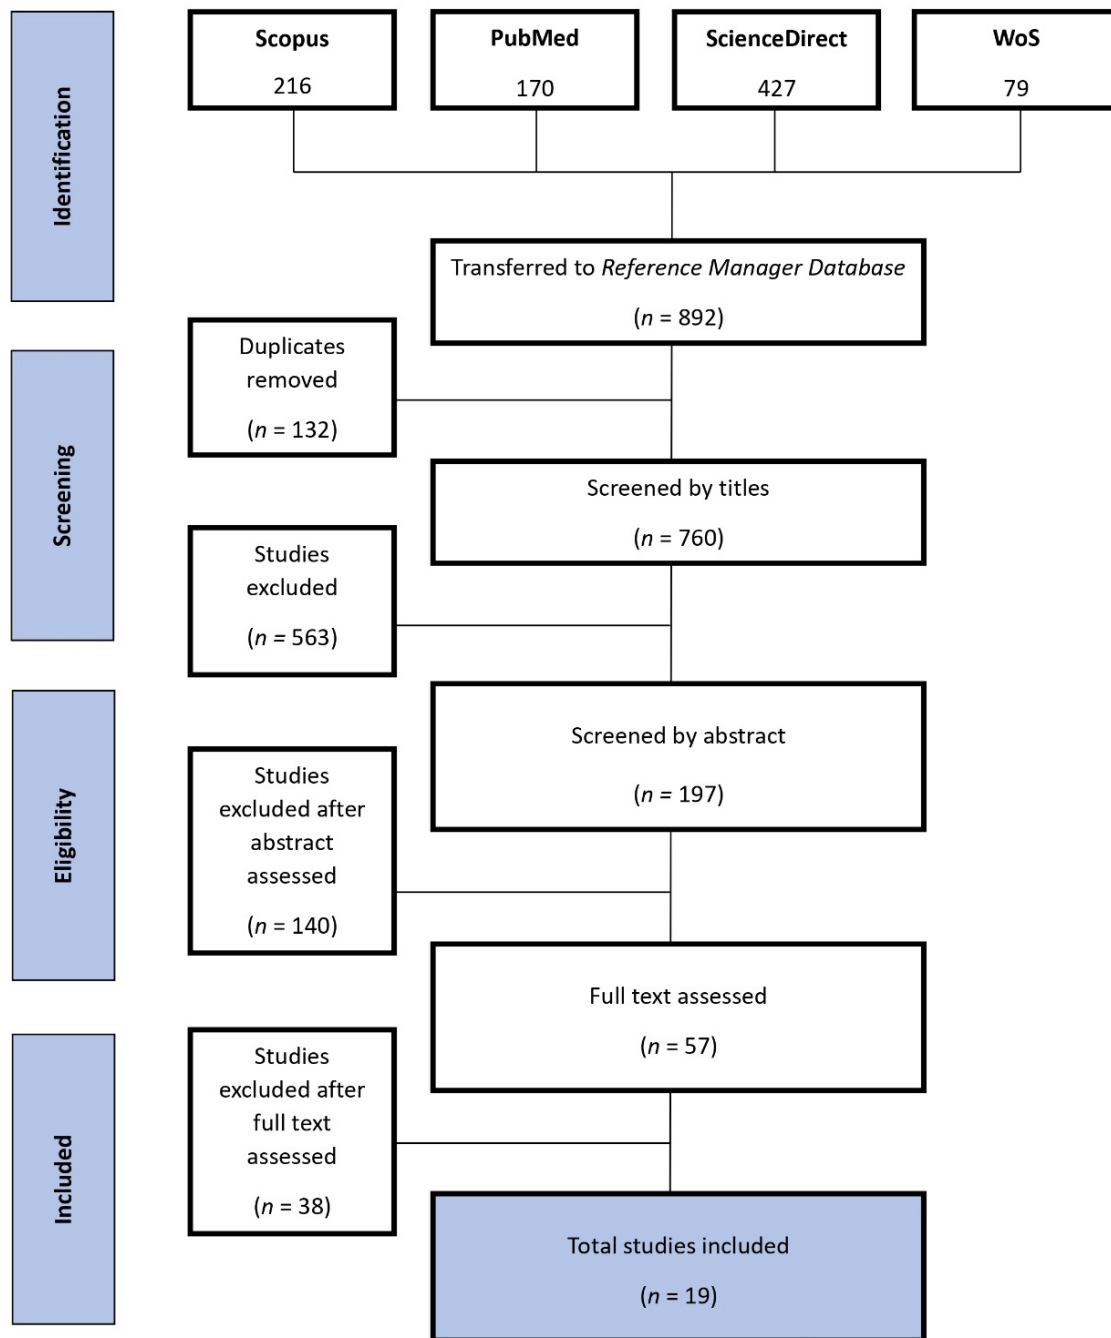 Identification
Scopus
216
PubMed
170
ScienceDirect
427
WoS
79
Transferred to Reference Manager Database
(n = 892)
Screening
Duplicates
removed
(n = 132)
Screened by titles
(n = 760)
Studies
excluded
(n = 563)
Eligibility
Screened by abstract
(n = 197)
Studies
excluded after
abstract
assessed
(n = 140)
Full text assessed
(n = 57)
Included
Studies
excluded after
full text
assessed
(n = 38)
Total studies included
(n = 19)